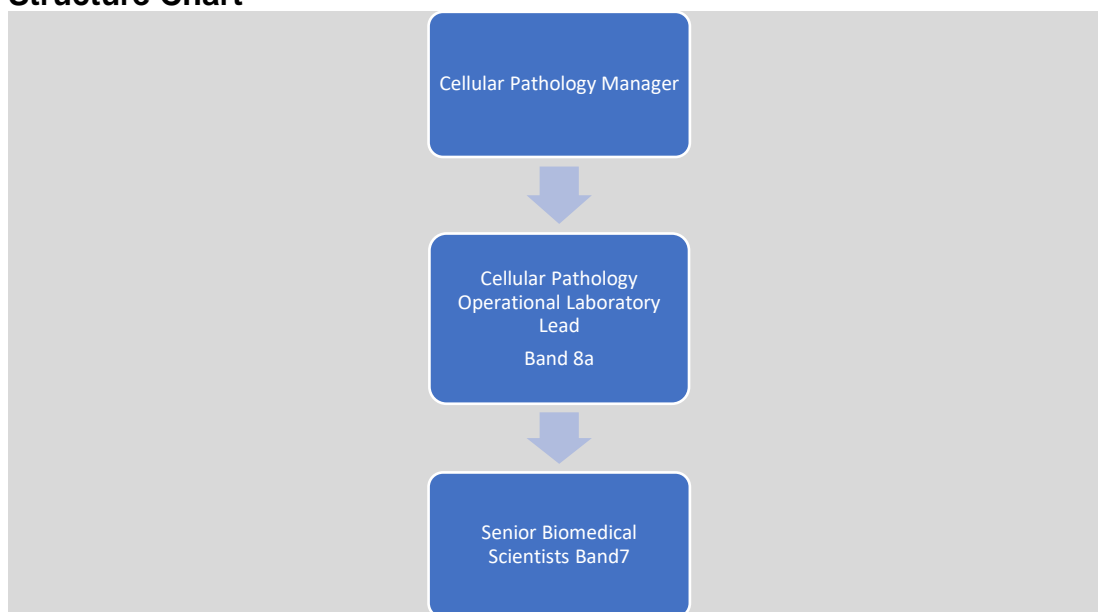 Structure Chart
Cellular Pathology Manager
Cellular Pathology
Operational Laboratory
Lead
Band 8a
Senior Biomedical
Scientists Band7